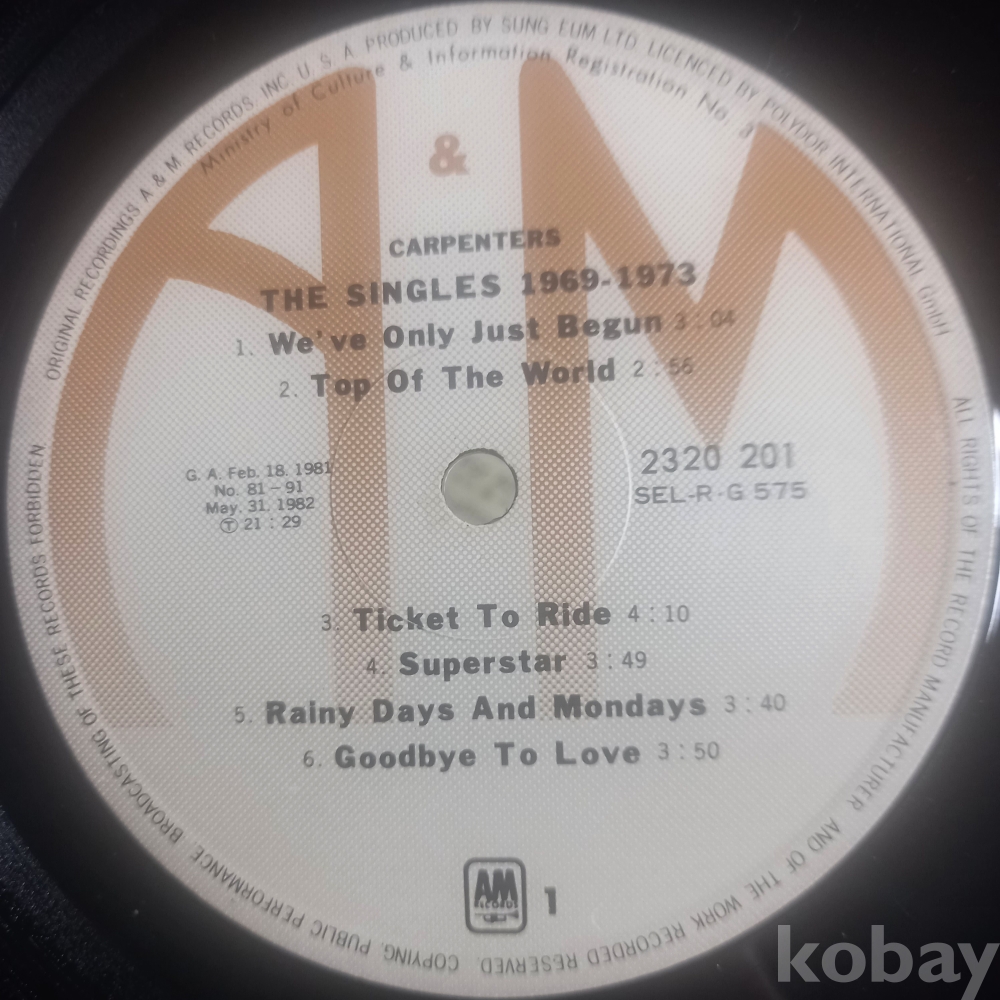 ORIGINAL RECORDINGS A & M RECORDS. INC U. S. A PRODUCED BY SUNG EUM LTD. LICENCED BY POLYDOR INTERNATIONAL GmbH
Ministry of Culture & Information Registration No. 3
A & M
CARPENTERS
THE SINGLES 1969-1973
1. We've Only Just Begun 3:04
2. Top Of The World 2:56
G. A. Feb. 18. 1981
No. 81-91
May. 31. 1982
Ⓣ 21 : 29
2320 201
SEL-R·G 575
3. Ticket To Ride 4:10
4. Superstar 3:49
5. Rainy Days And Mondays 3:40
6. Goodbye To Love 3:50
AM
RECORDS
1
ALL RIGHTS OF THE RECORD MANUFACTURER AND OF THE WORK RECORDED RESERVED. COPYING, PUBLIC PERFORMANCE. BROADCASTING OF THESE RECORDS FORBIDDEN
kobay